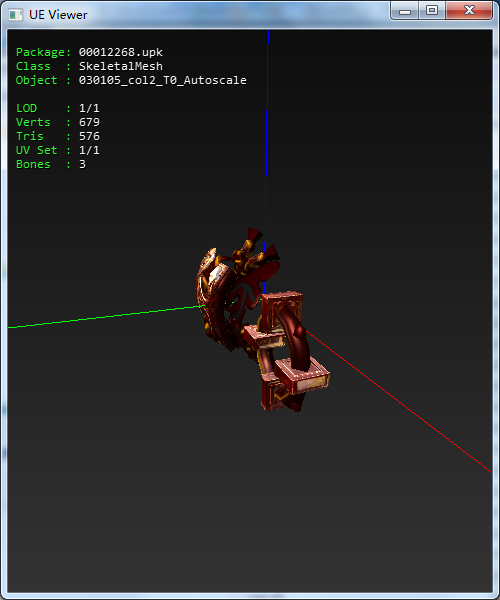 UE Viewer
Package: 00012268.upk
Class  : SkeletalMesh
Object : 030105_col2_T0_Autoscale
LOD    : 1/1
Verts  : 679
Tris   : 576
UV Set : 1/1
Bones  : 3